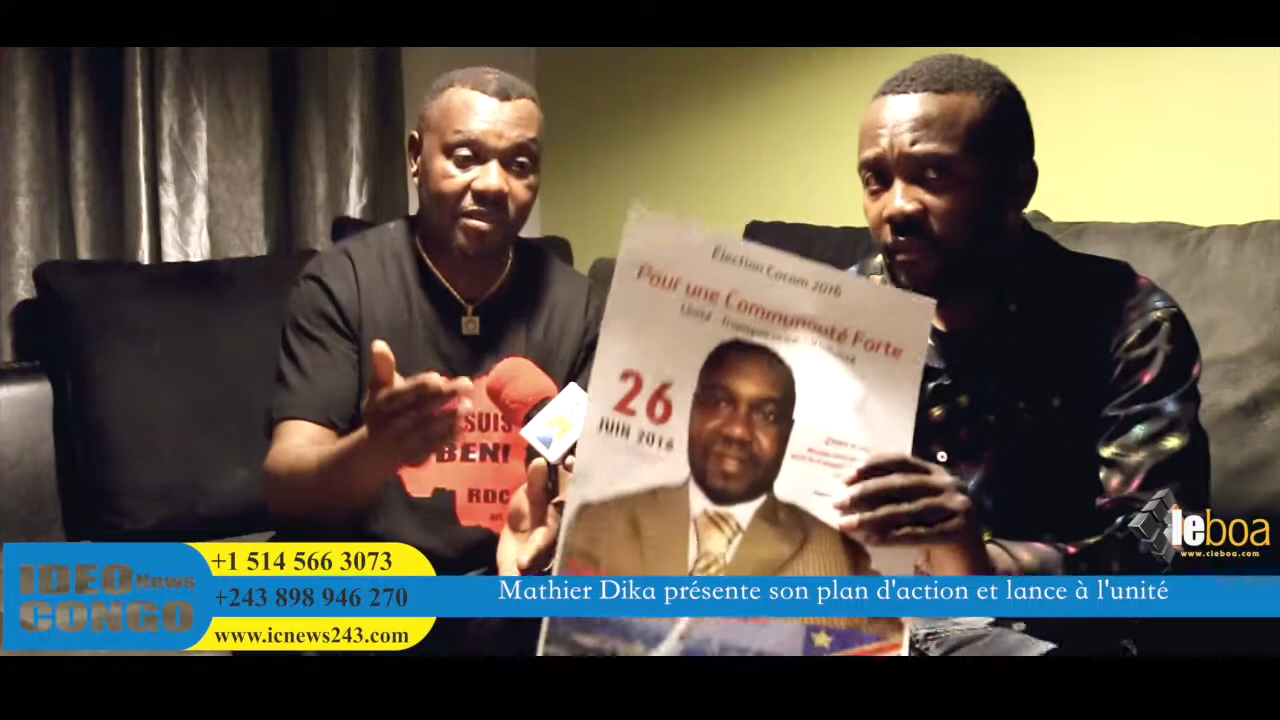 Élection Cocom 2016
Pour une Communauté Forte
26
JUIN 2016
SUIS
BENI
RDC
leboa
www.cleboa.com
IDEO News
CONGO
+1 514 566 3073
+243 898 946 270
www.icnews243.com
Mathier Dika présente son plan d'action et lance à l'unité